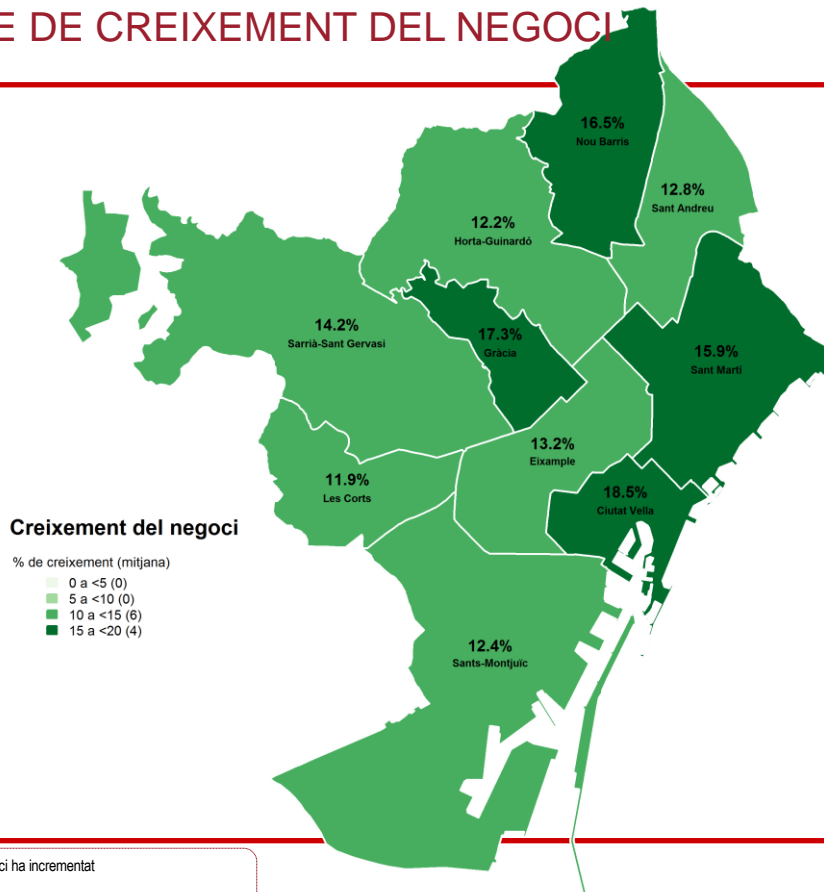 E DE CREIXEMENT DEL NEGOCI
16.5%
Nou Barris
12.8%
Sant Andreu
12.2%
Horta-Guinardó
14.2%
Sarrià-Sant Gervasi
17.3%
Gràcia
15.9%
Sant Martí
13.2%
Eixample
11.9%
Les Corts
18.5%
Ciutat Vella
Creixement del negoci
% de creixement (mitjana)
0 a <5 (0)
5 a <10 (0)
10 a <15 (6)
15 a <20 (4)
12.4%
Sants-Montjuïc
ci ha incrementat